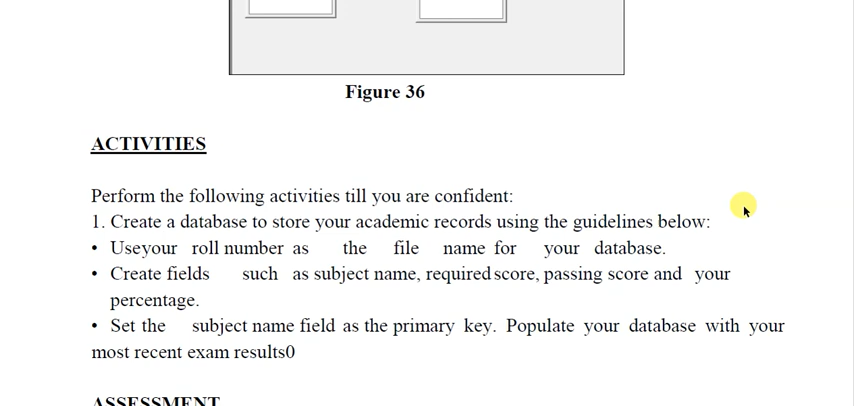 Figure 36
ACTIVITIES
Perform the following activities till you are confident:
1. Create a database to store your academic records using the guidelines below:
• Useyour roll number as the file name for your database.
• Create fields such as subject name, required score, passing score and your
percentage.
• Set the subject name field as the primary key. Populate your database with your
most recent exam results0
ASSESSMENT